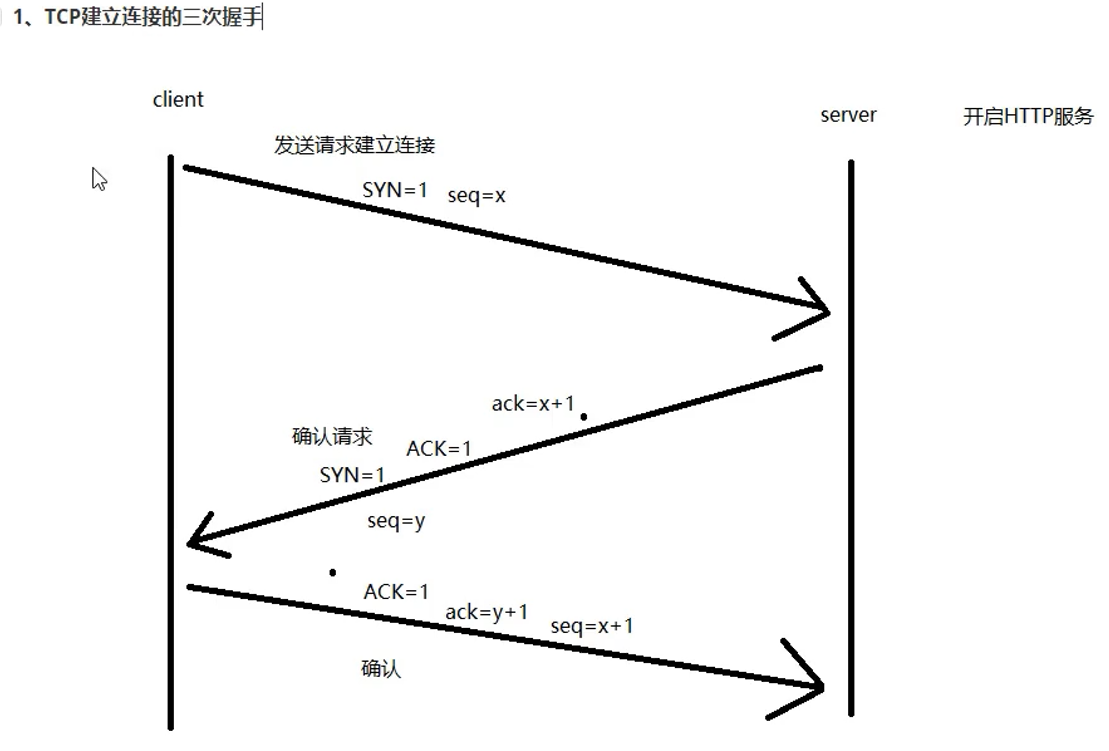 1、TCP建立连接的三次握手
client
server
开启HTTP服务
发送请求建立连接
SYN=1
seq=x
ack=x+1
确认请求
ACK=1
SYN=1
seq=y
ACK=1
ack=y+1
seq=x+1
确认